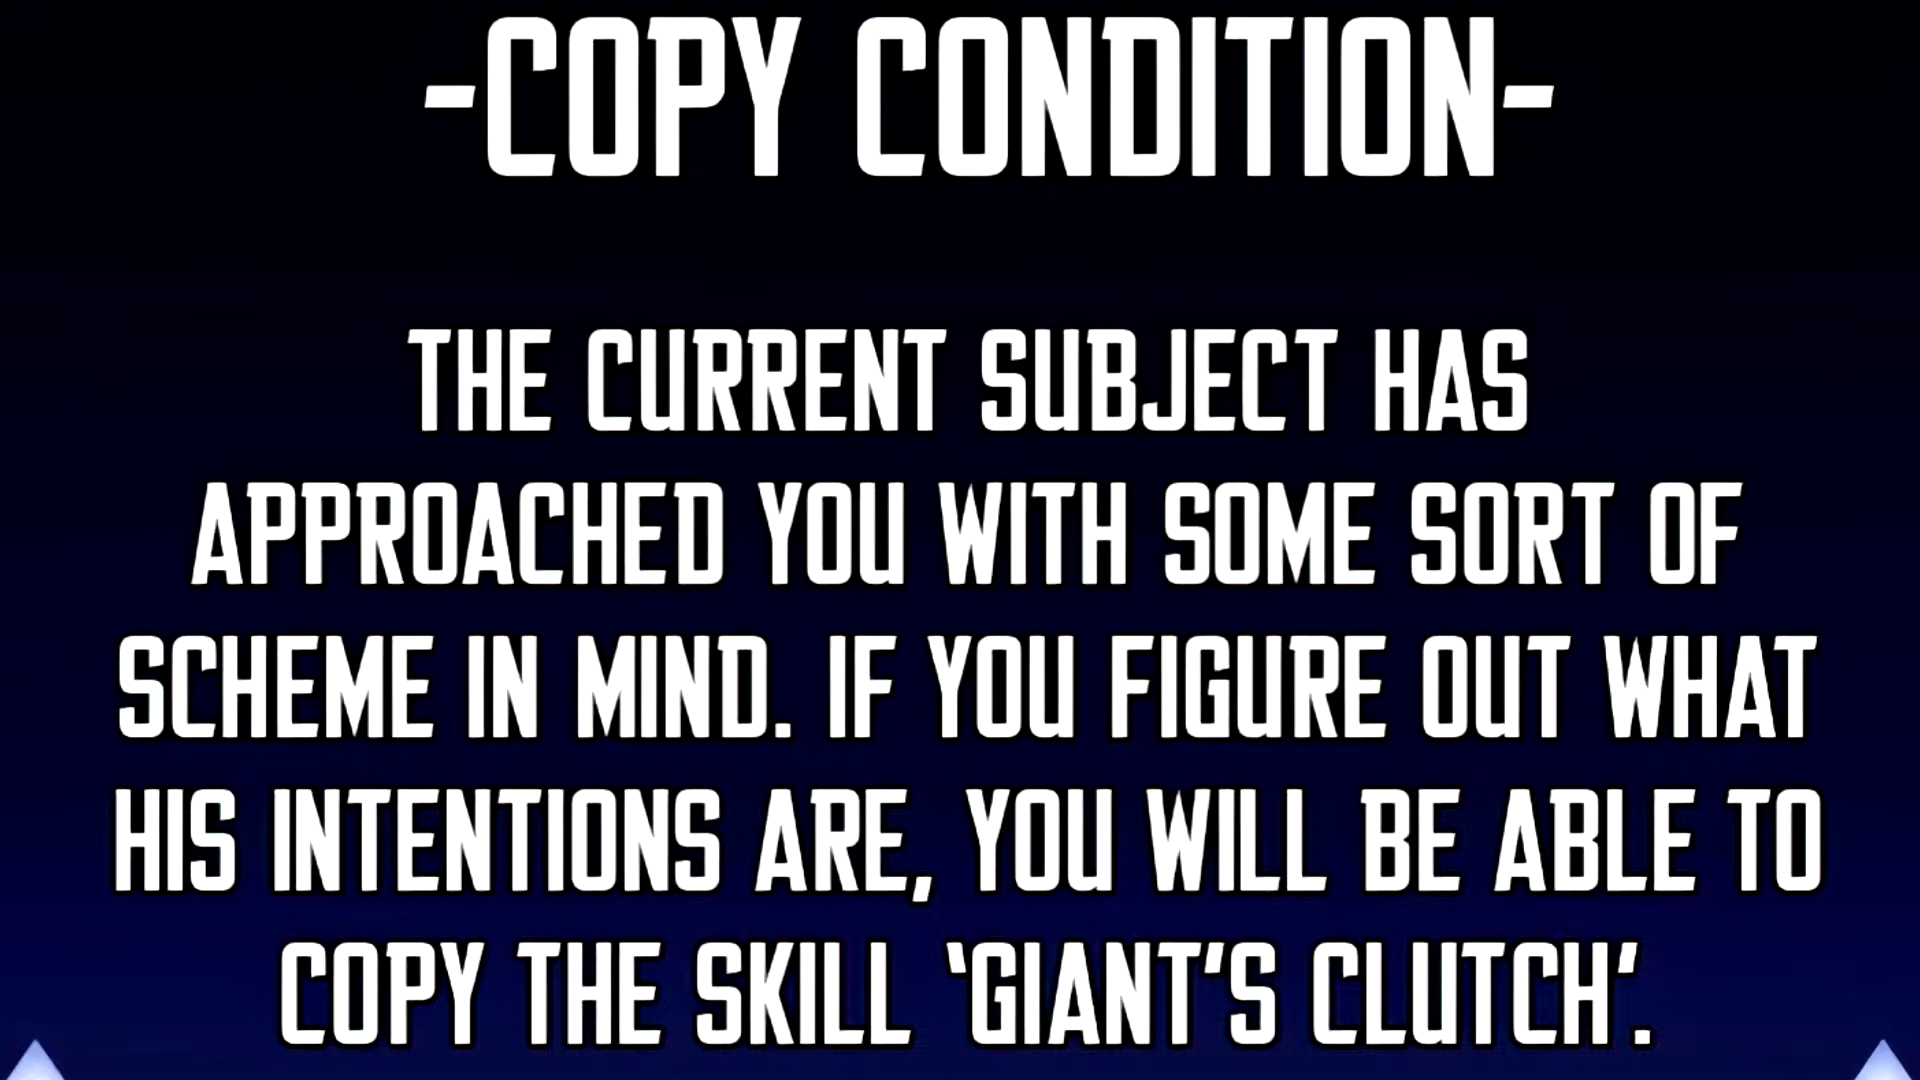 -COPY CONDITION-
THE CURRENT SUBJECT HAS
APPROACHED YOU WITH SOME SORT OF
SCHEME IN MIND. IF YOU FIGURE OUT WHAT
HIS INTENTIONS ARE, YOU WILL BE ABLE TO
COPY THE SKILL ‘GIANT’S CLUTCH’.